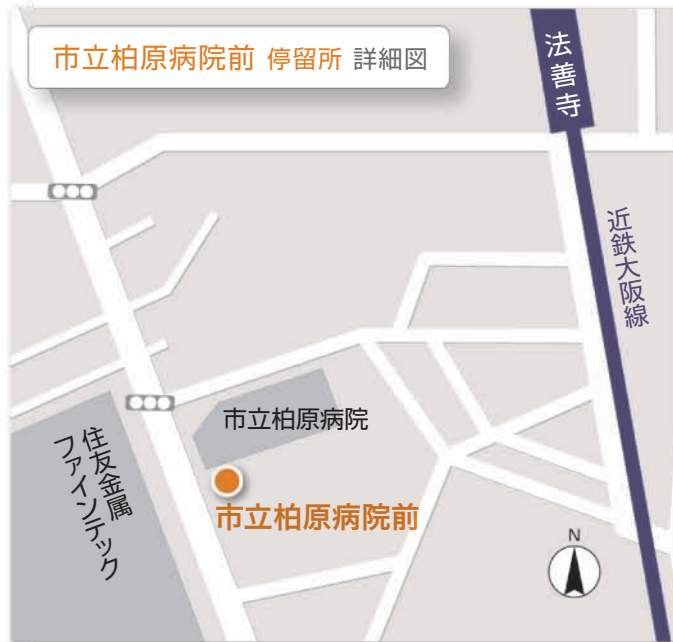 市立柏原病院前 停留所 詳細図
法善寺
近鉄大阪線
市立柏原病院
市立柏原病院前
住友金属
ファインテック
N